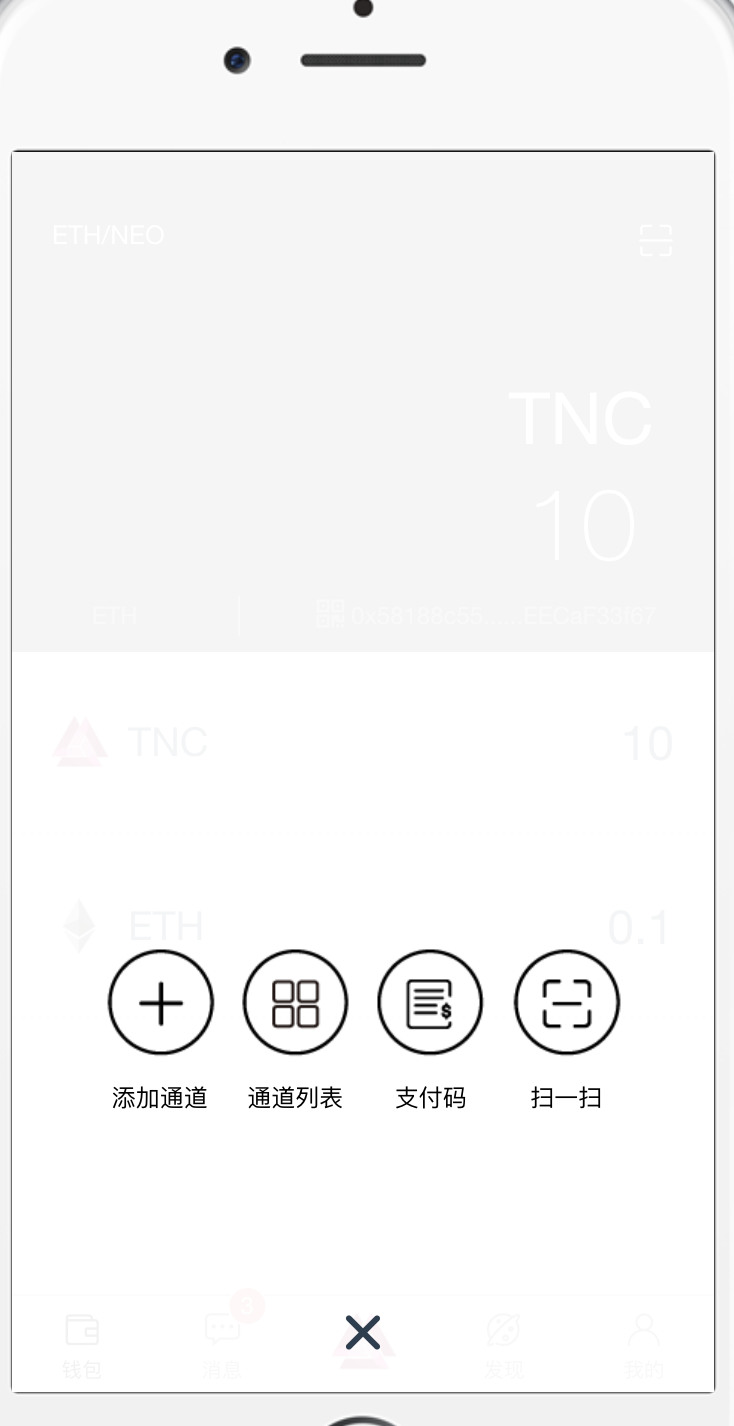 ETH/NEO
TNC
10
ETH
0x58188c55......EECaF33f67
TNC 10
ETH 0.1
添加通道 通道列表 支付码 扫一扫
3
钱包 消息 发现 我的